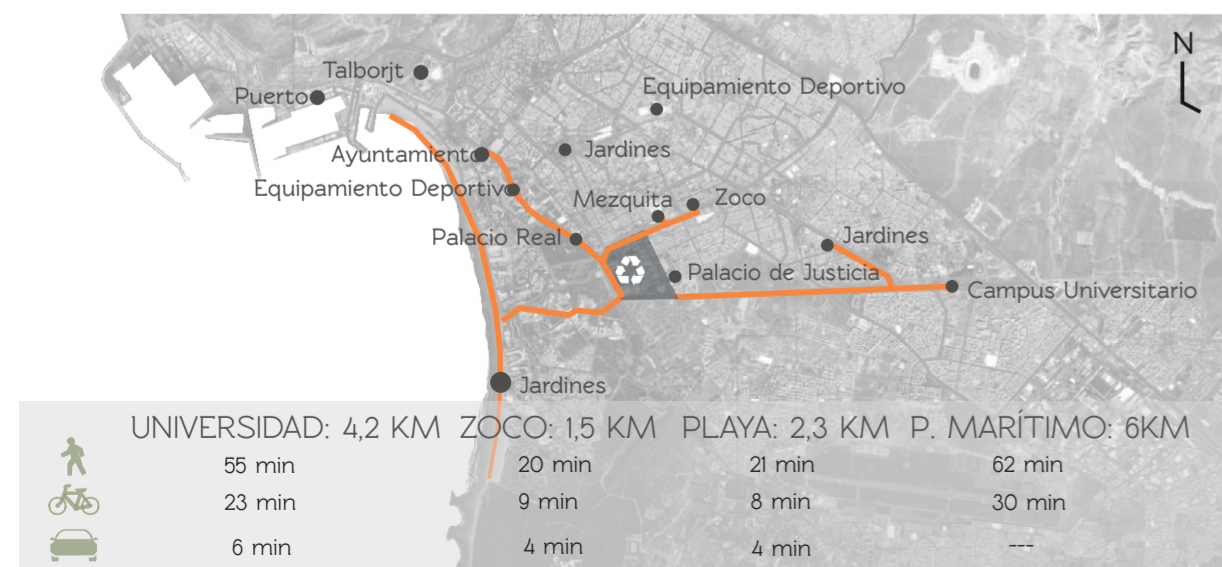 N
Talborjt
Equipamiento Deportivo
Puerto
Ayuntamiento
Jardines
Equipamiento Deportivo
Mezquita
Zoco
Palacio Real
Jardines
Palacio de Justicia
Campus Universitario
Jardines
UNIVERSIDAD: 4,2 KM ZOCO: 1,5 KM PLAYA: 2,3 KM P. MARÍTIMO: 6KM
55 min 20 min 21 min 62 min
23 min 9 min 8 min 30 min
6 min 4 min 4 min ---